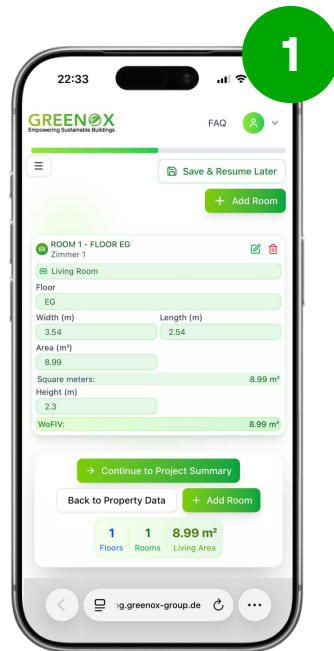 1
22:33
GREENOX
Empowering Sustainable Buildings
FAQ
Save & Resume Later
+ Add Room
ROOM 1 - FLOOR EG
Zimmer 1
Living Room
Floor
EG
Width (m) Length (m)
3.54 2.54
Area (m²)
8.99
Square meters: 8.99 m²
Height (m)
2.3
WoFIV: 8.99 m²
→ Continue to Project Summary
Back to Property Data + Add Room
1 1 8.99 m²
Floors Rooms Living Area
g.greenox-group.de